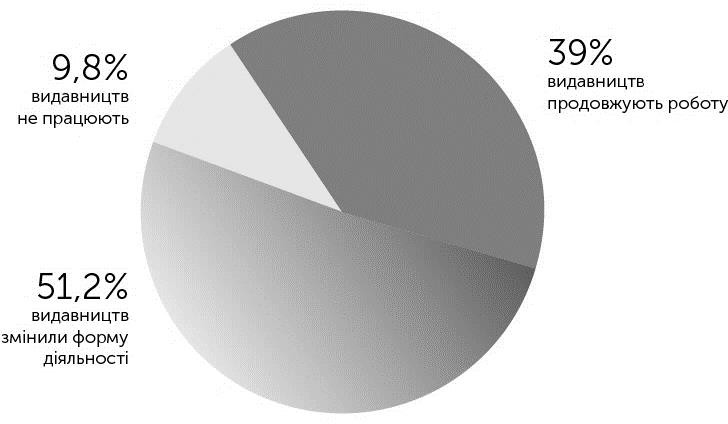 9,8%
видавництв
не працюють
39%
видавництв
продовжують роботу
51,2%
видавництв
змінили форму
діяльності